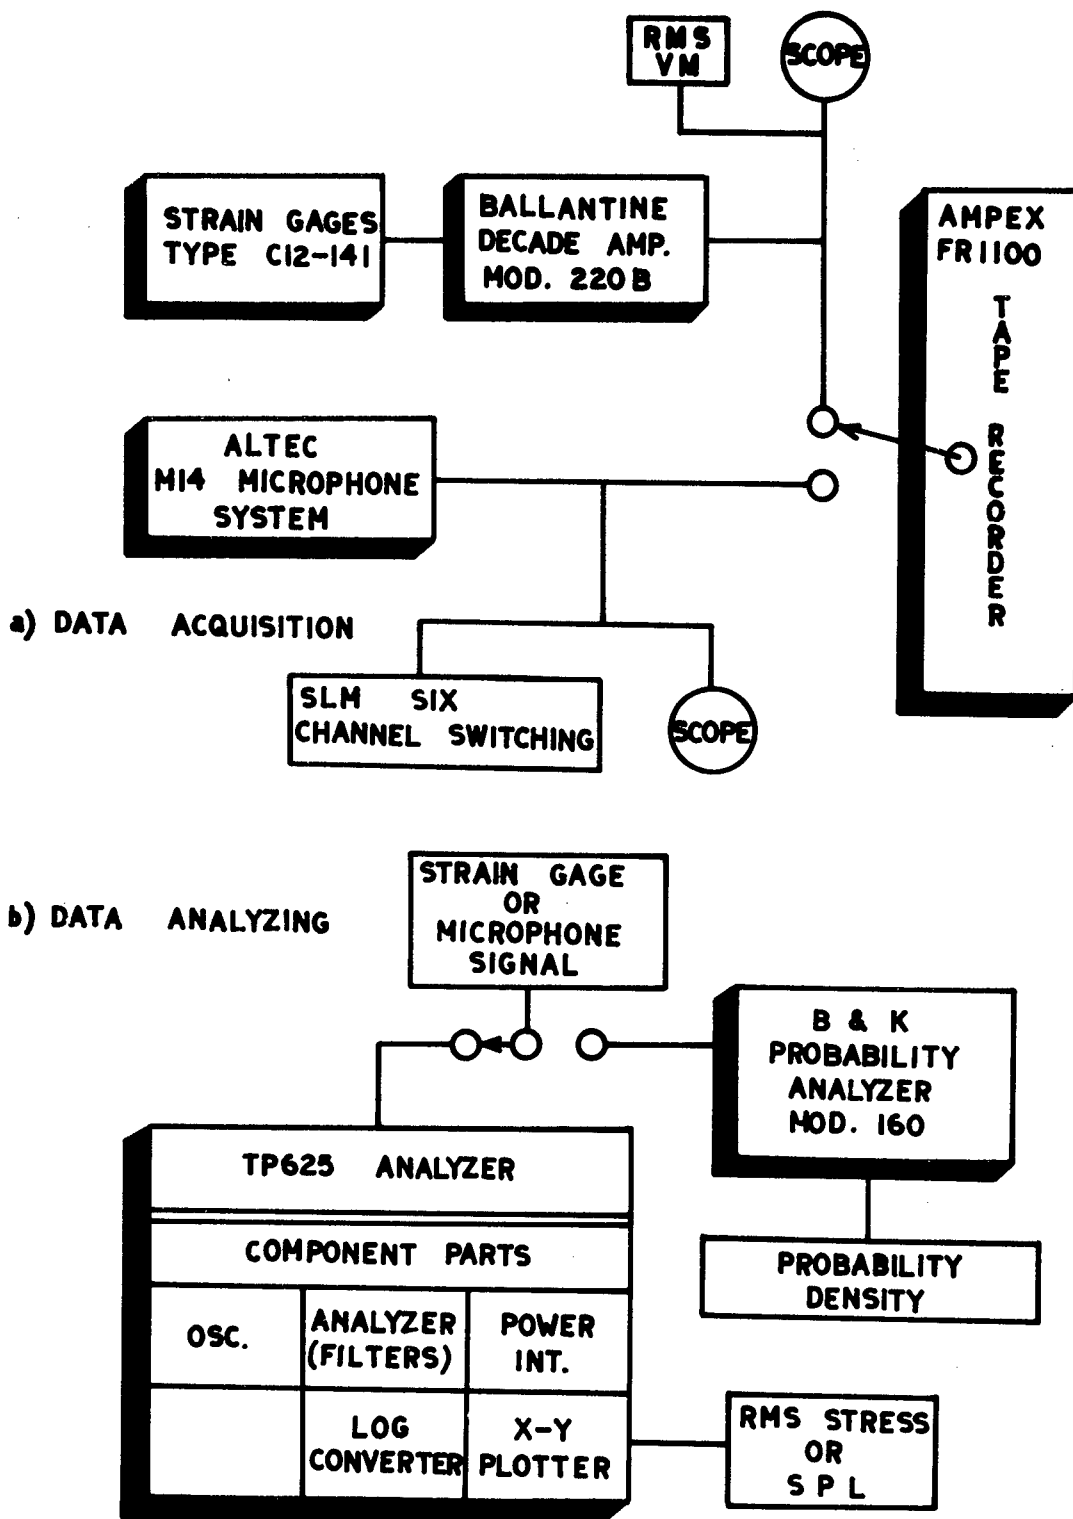 RMS
VM
SCOPE
STRAIN GAGES
TYPE C12-141
BALLANTINE
DECADE AMP.
MOD. 220B
AMPEX
FR1100
TAPE RECORDER
ALTEC
M14 MICROPHONE
SYSTEM
a) DATA ACQUISITION
SLM SIX
CHANNEL SWITCHING
SCOPE
b) DATA ANALYZING
STRAIN GAGE
OR
MICROPHONE
SIGNAL
B & K
PROBABILITY
ANALYZER
MOD. 160
TP625 ANALYZER
COMPONENT PARTS
PROBABILITY
DENSITY
OSC.
ANALYZER
(FILTERS)
POWER
INT.
LOG
CONVERTER
X-Y
PLOTTER
RMS STRESS
OR
SPL